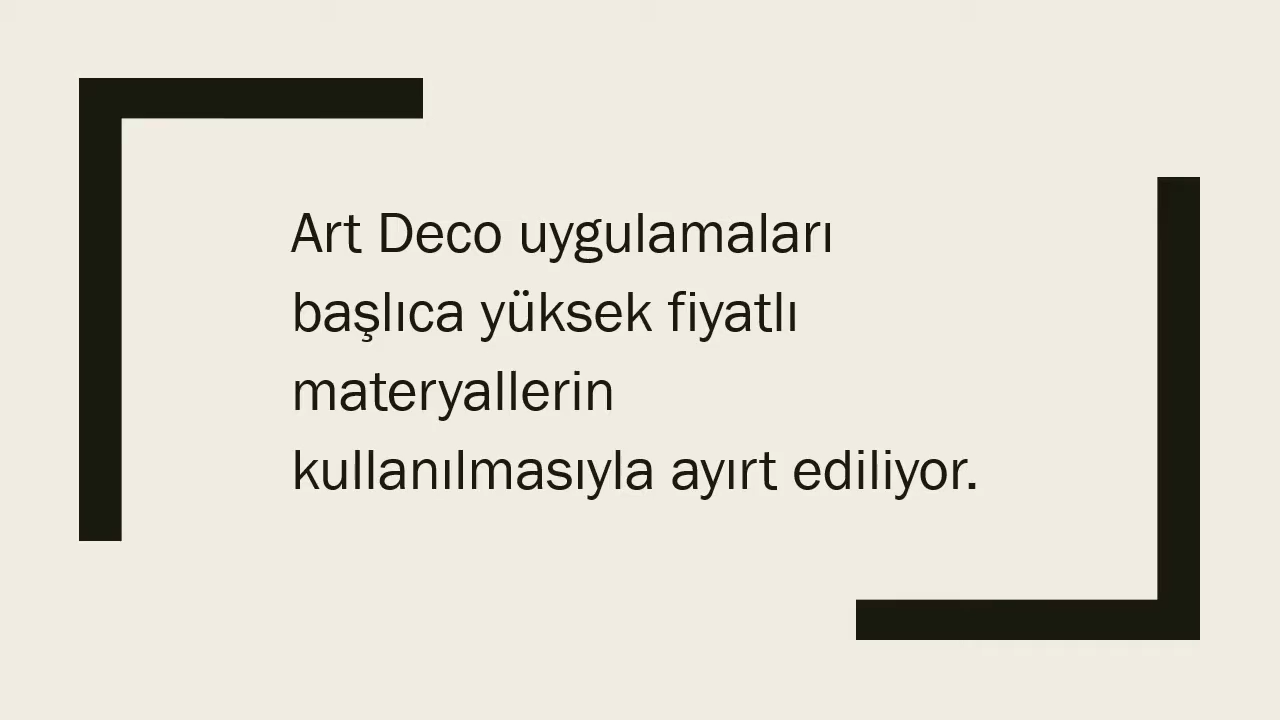 Art Deco uygulamaları
başlıca yüksek fiyatlı
materyallerin
kullanılmasıyla ayırt ediliyor.